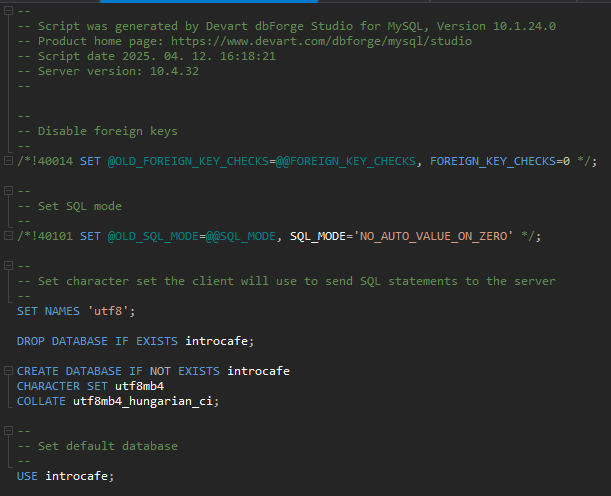 --
-- Script was generated by Devart dbForge Studio for MySQL, Version 10.1.24.0
-- Product home page: https://www.devart.com/dbforge/mysql/studio
-- Script date 2025. 04. 12. 16:18:21
-- Server version: 10.4.32
--
--
-- Disable foreign keys
--
/*!40014 SET @OLD_FOREIGN_KEY_CHECKS=@@FOREIGN_KEY_CHECKS, FOREIGN_KEY_CHECKS=0 */;
--
-- Set SQL mode
--
/*!40101 SET @OLD_SQL_MODE=@@SQL_MODE, SQL_MODE='NO_AUTO_VALUE_ON_ZERO' */;
--
-- Set character set the client will use to send SQL statements to the server
--
SET NAMES 'utf8';
DROP DATABASE IF EXISTS introcafe;
CREATE DATABASE IF NOT EXISTS introcafe
CHARACTER SET utf8mb4
COLLATE utf8mb4_hungarian_ci;
--
-- Set default database
--
USE introcafe;